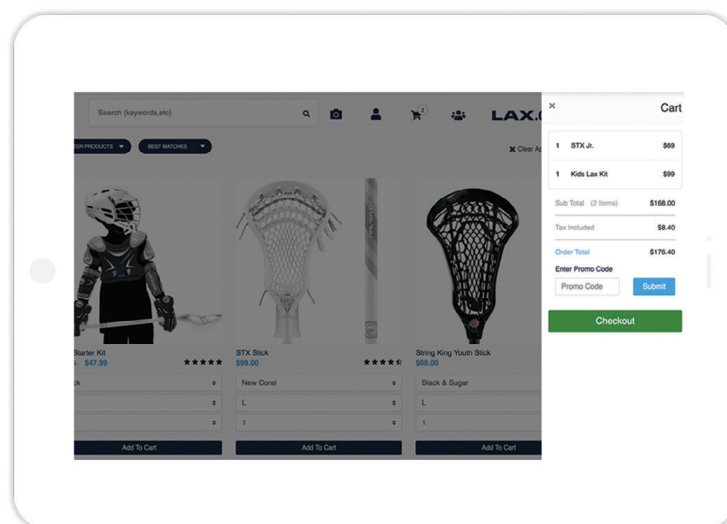 Search (keywords,etc)
2
LAX.
TER PRODUCTS
BEST MATCHES
Clear Ap
Starter Kit
$47.99
ck
Add To Cart
STX Stick
$99.00
New Coral
L
1
Add To Cart
String King Youth Stick
$69.00
Black & Sugar
L
1
Add To Cart
Cart
1 STX Jr. $69
1 Kids Lax Kit $99
Sub Total (2 Items) $168.00
Tax Included $8.40
Order Total $176.40
Enter Promo Code
Promo Code Submit
Checkout